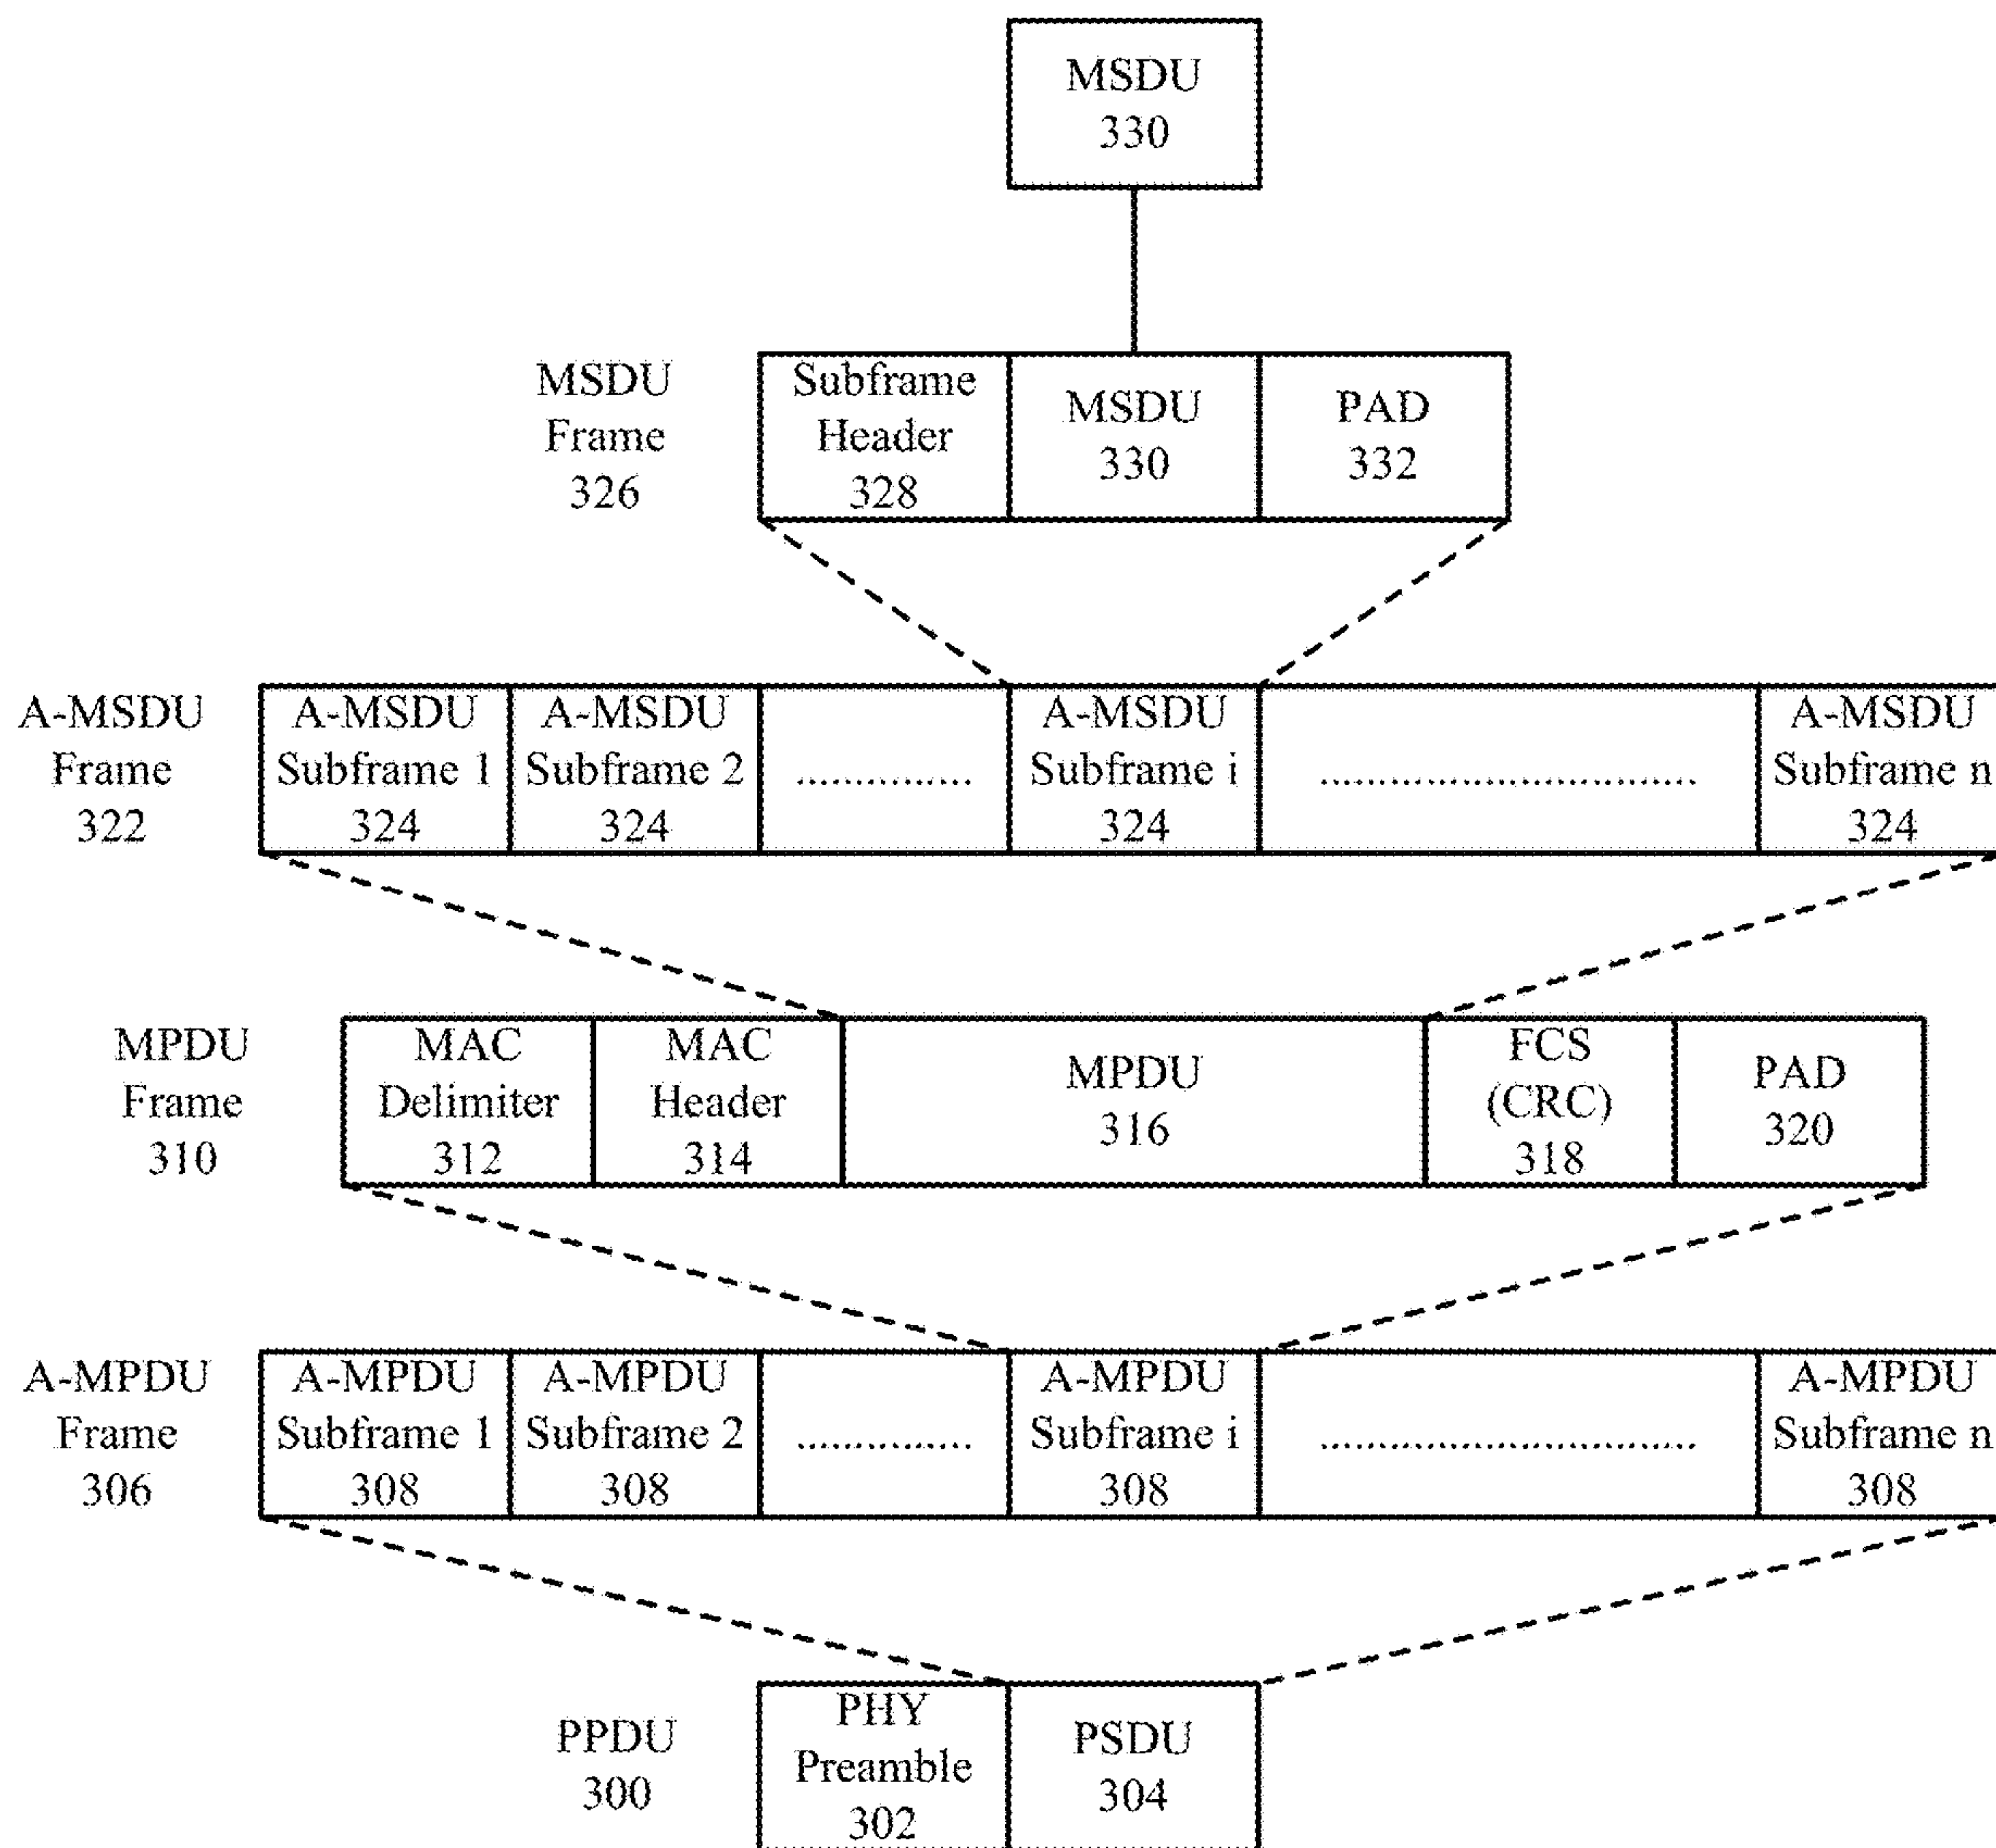 MSDU
330
MSDU
Frame
326
Subframe
Header
328
MSDU
330
PAD
332
A-MSDU
Frame
322
A-MSDU
Subframe 1
324
A-MSDU
Subframe 2
324
...............
A-MSDU
Subframe i
324
................................
A-MSDU
Subframe n
324
MPDU
Frame
310
MAC
Delimiter
312
MAC
Header
314
MPDU
316
FCS
(CRC)
318
PAD
320
A-MPDU
Frame
306
A-MPDU
Subframe 1
308
A-MPDU
Subframe 2
308
...............
A-MPDU
Subframe i
308
................................
A-MPDU
Subframe n
308
PPDU
300
PHY
Preamble
302
PSDU
304